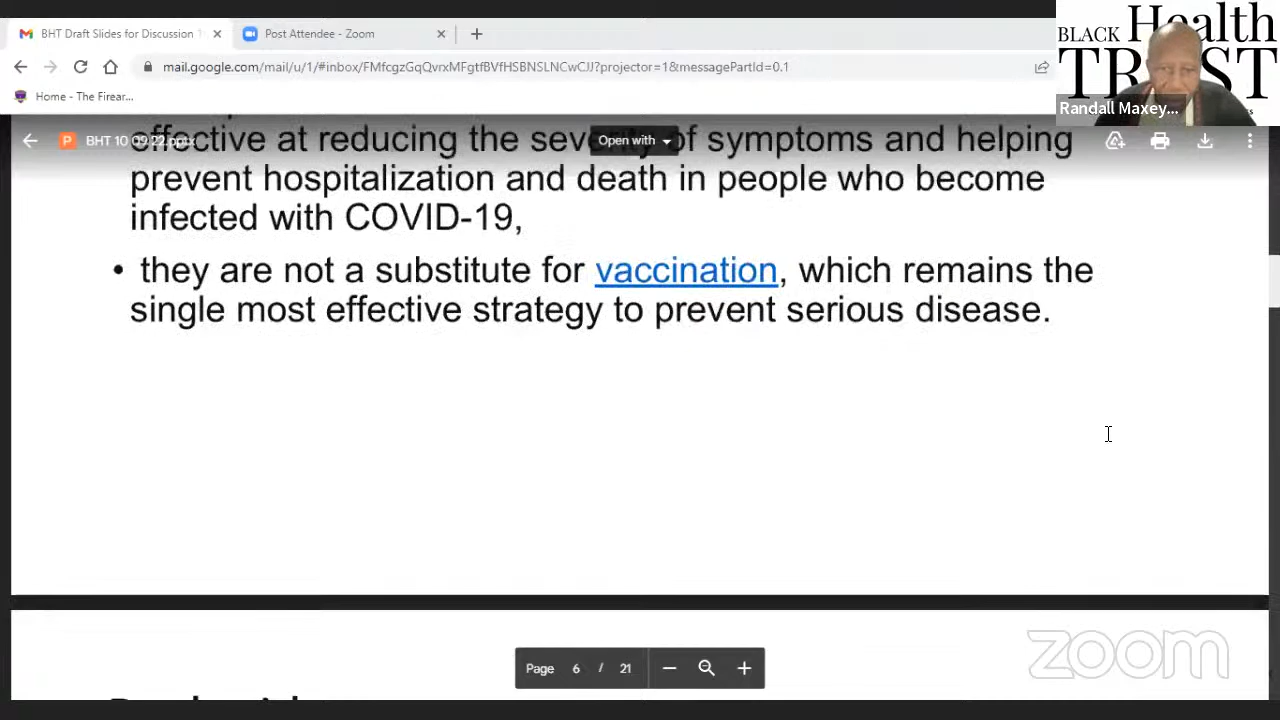 BHT Draft Slides for Discussion
Post Attendee - Zoom
BLACK Health
TRUST
mail.google.com/mail/u/1/#inbox/FMfcgzGqQvrxMFgtfBVfHSBNSLNCwCJJ?projector=1&messagePartId=0.1
Home - The Firear...
Randall Maxey...
BHT 10 09 22.pptx
Open with
effective at reducing the severity of symptoms and helping
prevent hospitalization and death in people who become
infected with COVID-19,
• they are not a substitute for vaccination, which remains the
single most effective strategy to prevent serious disease.
zoom
Page 6 / 21